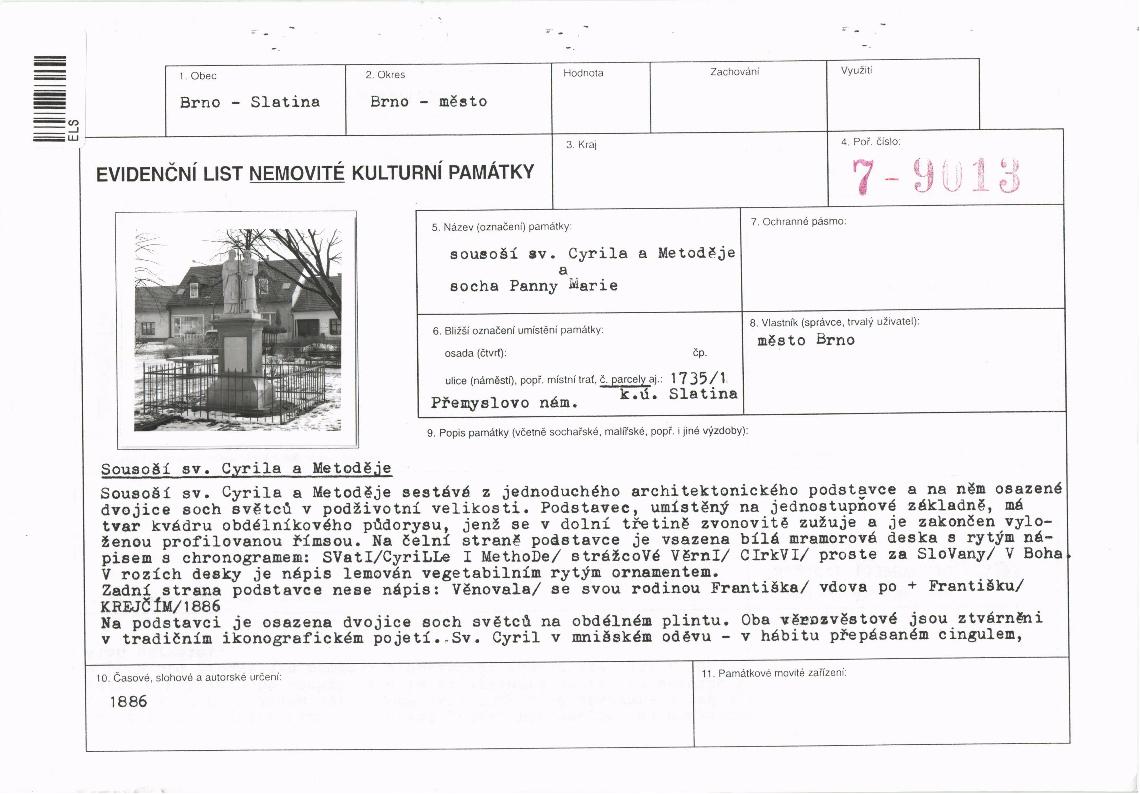 ELS
1. Obec
Brno - Slatina
2. Okres
Brno - město
Hodnota
Zachování
Využití
3. Kraj
4. Poř. číslo:
7-9013
EVIDENČNÍ LIST NEMOVITÉ KULTURNÍ PAMÁTKY
5. Název (označení) památky:
sousoší sv. Cyrila a Metoděje
a
socha Panny Marie
7. Ochranné pásmo:
6. Bližší označení umístění památky:
osada (čtvrť): čp.
ulice (náměstí), popř. místní trať, č. parcely aj.: 1735/1
Přemyslovo nám. k.ú. Slatina
8. Vlastník (správce, trvalý uživatel):
město Brno
9. Popis památky (včetně sochařské, malířské, popř. i jiné výzdoby):
Sousoší sv. Cyrila a Metoděje
Sousoší sv. Cyrila a Metoděje sestává z jednoduchého architektonického podstavce a na něm osazené
dvojice soch světců v podživotní velikosti. Podstavec, umístěný na jednostupňové základně, má
tvar kvádru obdélníkového půdorysu, jenž se v dolní třetině zvonovitě zužuje a je zakončen vylo-
ženou profilovanou římsou. Na čelní straně podstavce je vsazena bílá mramorová deska s rytým ná-
pisem s chronogramem: SVatI/CyriLLe I MethoDe/ strážcoVé VěrnI/ CIrkVI/ proste za SloVany/ V Boha
V rozích desky je nápis lemován vegetabilním rytým ornamentem.
Zadní strana podstavce nese nápis: Věnovala/ se svou rodinou Františka/ vdova po + Františku/
KREJČÍM/1886
Na podstavci je osazena dvojice soch světců na obdélném plintu. Oba věrozvěstové jsou ztvárněni
v tradičním ikonografickém pojetí. Sv. Cyril v mnišském oděvu - v hábitu přepásaném cingulem,
10. Časové, slohové a autorské určení:
1886
11. Památkové movité zařízení: